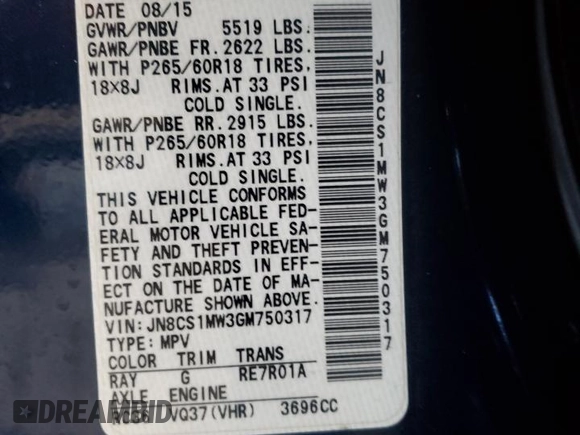 DATE 08/15
GVWR/PNBV 5519 LBS.
GAWR/PNBE FR. 2622 LBS.
WITH P265/60R18 TIRES,
18X8J RIMS. AT 33 PSI
COLD SINGLE.
GAWR/PNBE RR. 2915 LBS.
WITH P265/60R18 TIRES,
18X8J RIMS. AT 33 PSI
COLD SINGLE.
THIS VEHICLE CONFORMS
TO ALL APPLICABLE FED-
ERAL MOTOR VEHICLE SA-
FETY AND THEFT PREVEN-
TION STANDARDS IN EFF-
ECT ON THE DATE OF MA-
NUFACTURE SHOWN ABOVE.
VIN: JN8CS1MW3GM750317
TYPE: MPV
COLOR TRIM TRANS
RAY G RE7R01A
AXLE ENGINE
VQ37(VHR) 3696CC
JN8CS1MW3GM750317
DREAMBID